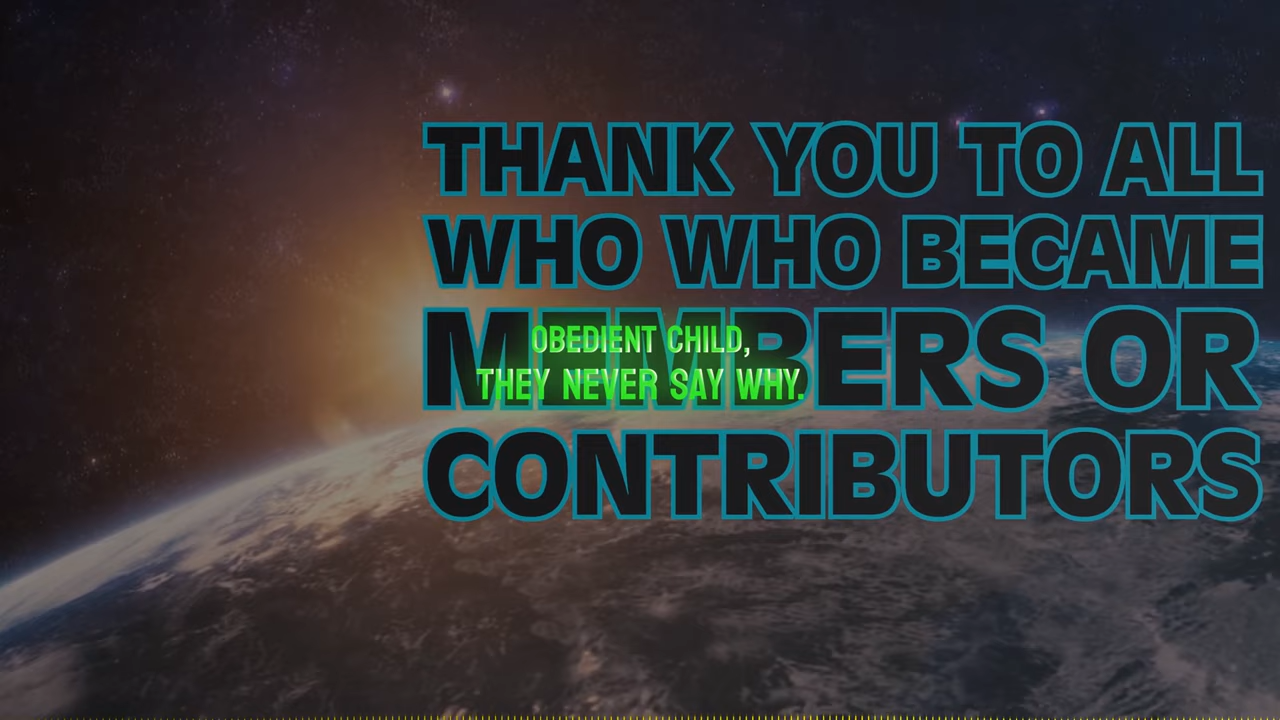 THANK YOU TO ALL
WHO WHO BECAME
MEMBERS OR
CONTRIBUTORS
OBEDIENT CHILD,
THEY NEVER SAY WHY.